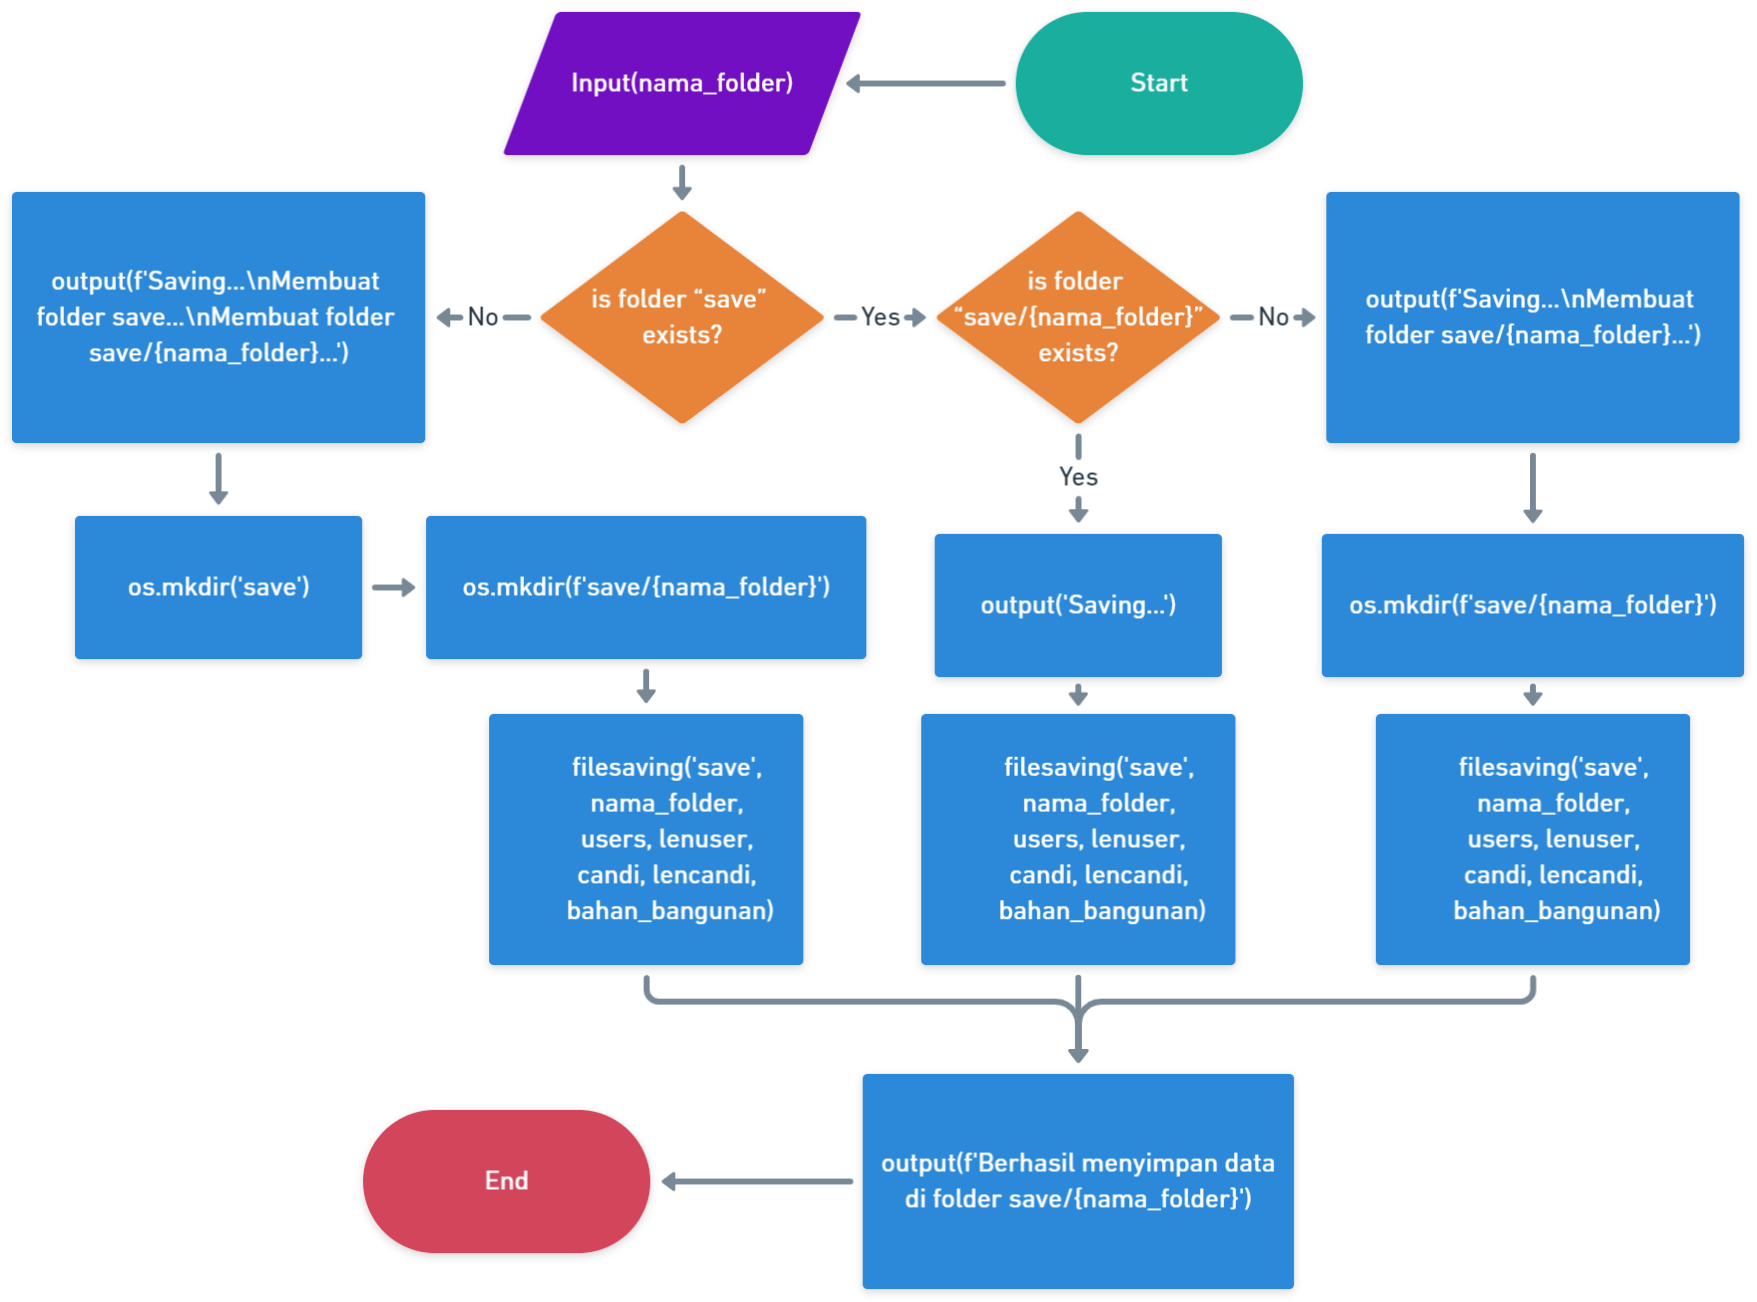 Start
Input(nama_folder)
is folder “save”
exists?
No
output(f'Saving...\nMembuat
folder save...\nMembuat folder
save/{nama_folder}...')
os.mkdir('save')
os.mkdir(f'save/{nama_folder}')
filesaving('save',
nama_folder,
users, lenuser,
candi, lencandi,
bahan_bangunan)
Yes
is folder
“save/{nama_folder}”
exists?
Yes
output('Saving...')
filesaving('save',
nama_folder,
users, lenuser,
candi, lencandi,
bahan_bangunan)
No
output(f'Saving...\nMembuat
folder save/{nama_folder}...')
os.mkdir(f'save/{nama_folder}')
filesaving('save',
nama_folder,
users, lenuser,
candi, lencandi,
bahan_bangunan)
output(f'Berhasil menyimpan data
di folder save/{nama_folder}')
End